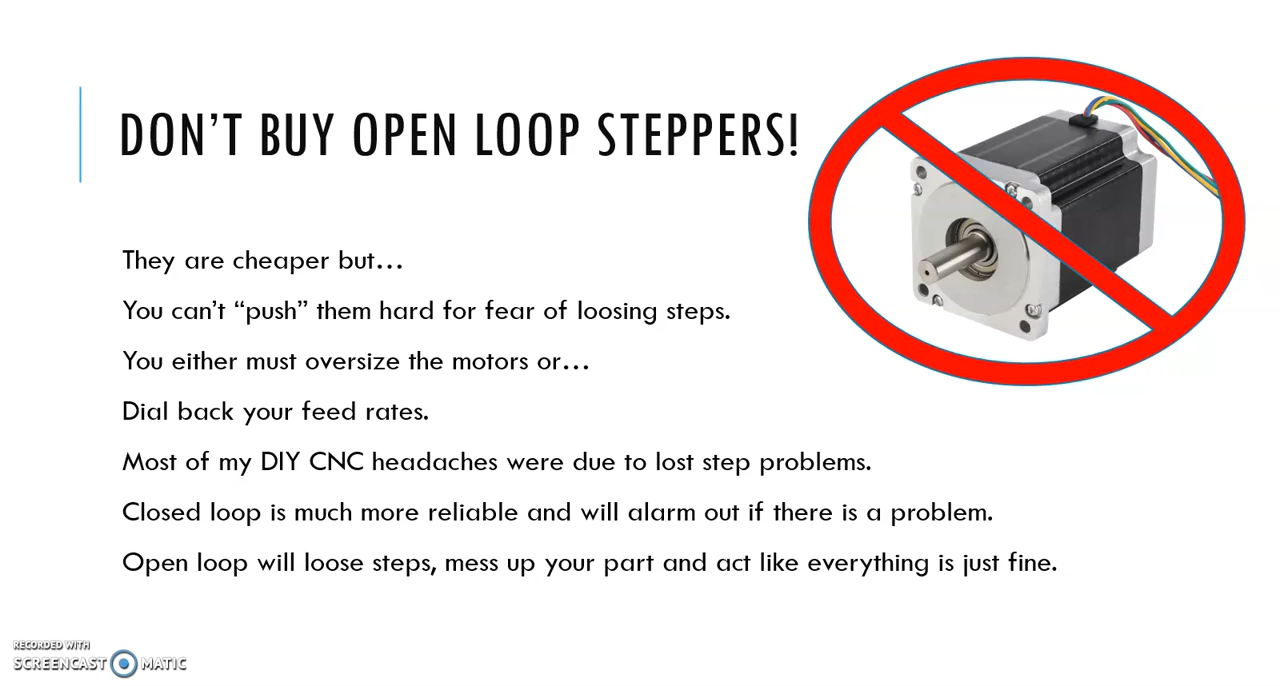 DON’T BUY OPEN LOOP STEPPERS!
They are cheaper but…
You can’t “push” them hard for fear of loosing steps.
You either must oversize the motors or…
Dial back your feed rates.
Most of my DIY CNC headaches were due to lost step problems.
Closed loop is much more reliable and will alarm out if there is a problem.
Open loop will loose steps, mess up your part and act like everything is just fine.
RECORDED WITH
SCREENCAST MATIC